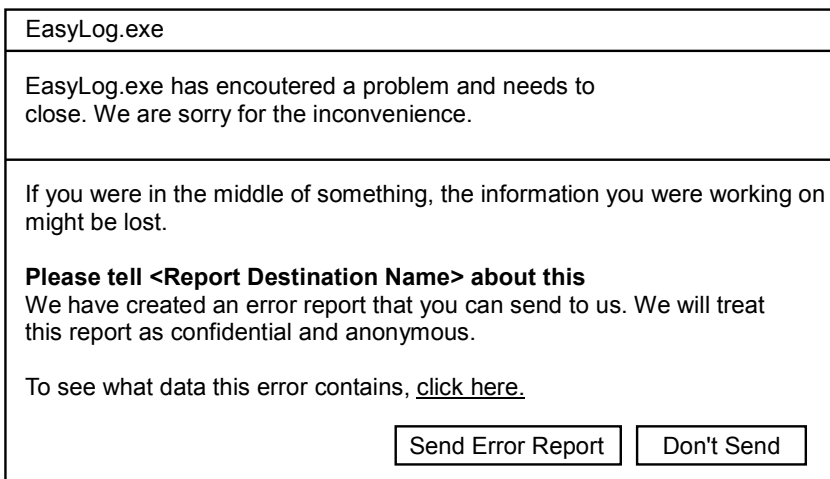 EasyLog.exe
EasyLog.exe has encoutered a problem and needs to
close. We are sorry for the inconvenience.
If you were in the middle of something, the information you were working on
might be lost.
Please tell <Report Destination Name> about this
We have created an error report that you can send to us. We will treat
this report as confidential and anonymous.
To see what data this error contains, click here.
Send Error Report Don't Send